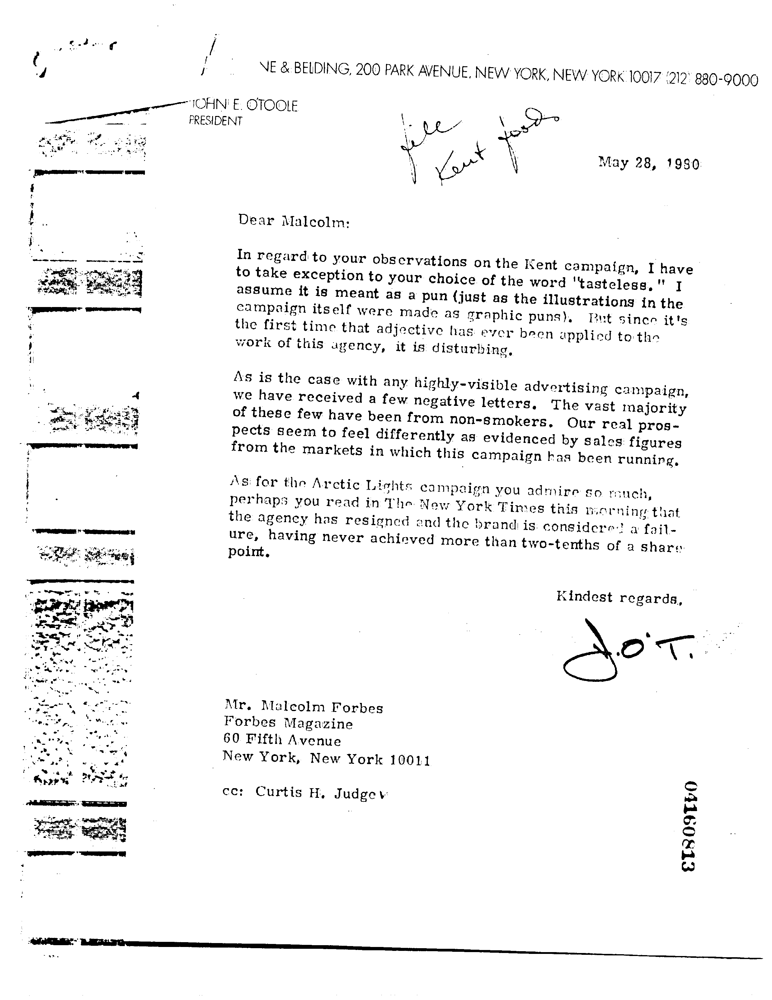 NE & BELDING, 200 PARK AVENUE, NEW YORK, NEW YORK 10017 (212) 880-9000
JOHN E. O'TOOLE
PRESIDENT
file
Kent foods
May 28, 1980
Dear Malcolm:
In regard to your observations on the Kent campaign, I have
to take exception to your choice of the word "tasteless." I
assume it is meant as a pun (just as the illustrations in the
campaign itself were made as graphic puns). But since it's
the first time that adjective has ever been applied to the
work of this agency, it is disturbing.
As is the case with any highly-visible advertising campaign,
we have received a few negative letters. The vast majority
of these few have been from non-smokers. Our real pros-
pects seem to feel differently as evidenced by sales figures
from the markets in which this campaign has been running.
As for the Arctic Lights campaign you admire so much,
perhaps you read in The New York Times this morning that
the agency has resigned and the brand is considered a fail-
ure, having never achieved more than two-tenths of a share
point.
Kindest regards,
J.O'T.
Mr. Malcolm Forbes
Forbes Magazine
60 Fifth Avenue
New York, New York 10011
cc: Curtis H. Judge
04160813